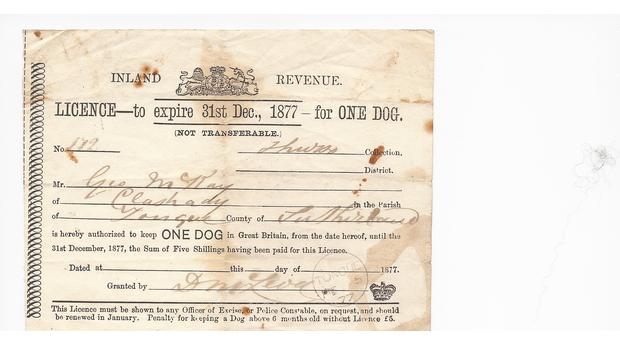 INLAND REVENUE.
LICENCE—to expire 31st Dec., 1877—for ONE DOG.
(NOT TRANSFERABLE.)
No. Collection.
District.
Mr. Geo McKay
of Clashady in the Parish
of Tongue County of Sutherland
is hereby authorized to keep ONE DOG in Great Britain, from the date hereof, until the
31st December, 1877, the Sum of Five Shillings having been paid for this Licence.
Dated at this day of 1877.
Granted by
TONGUE
77
This Licence must be shown to any Officer of Excise, or Police Constable, on request, and should
be renewed in January. Penalty for keeping a Dog above 6 months old without Licence £5.